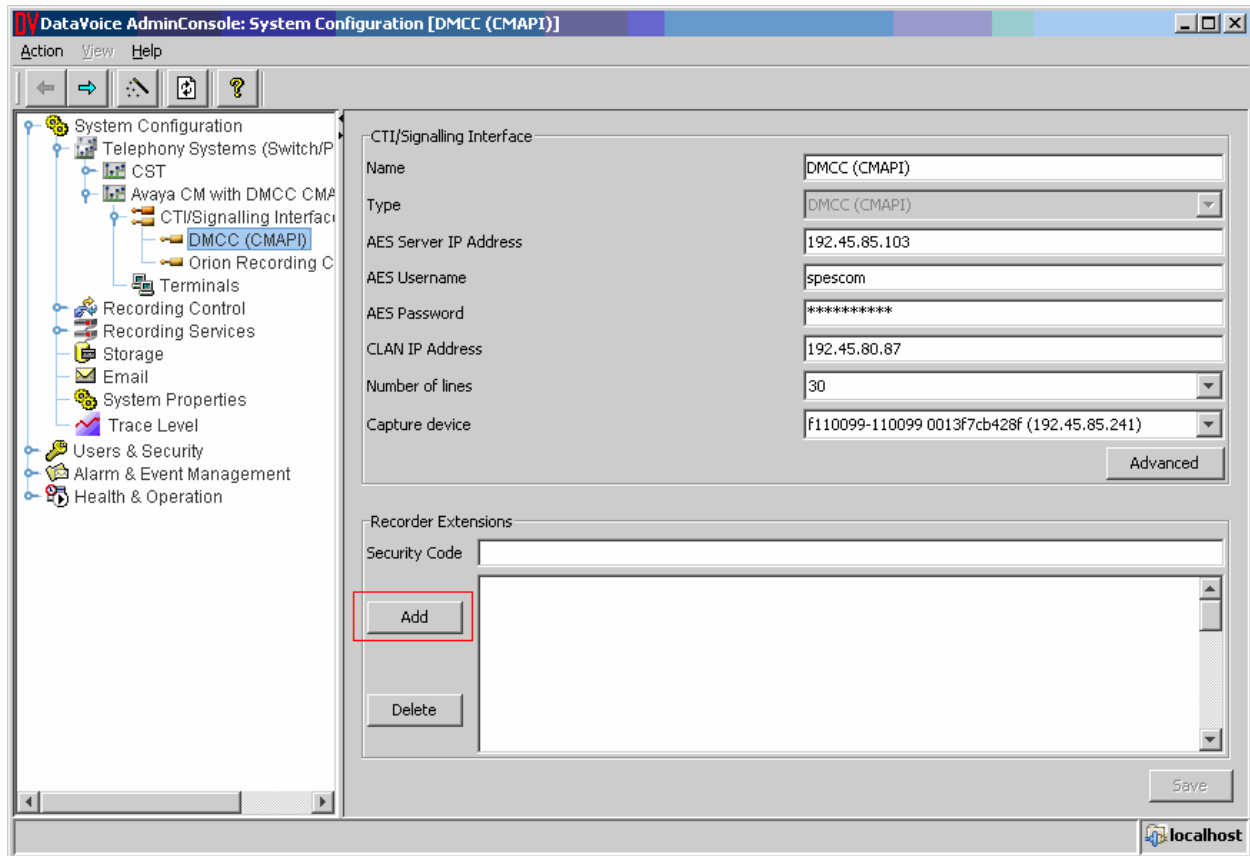 DV DataVoice AdminConsole: System Configuration [DMCC (CMAPI)]
Action View Help
System Configuration
Telephony Systems (Switch/P
CST
Avaya CM with DMCC CMA
CTI/Signalling Interfac
DMCC (CMAPI)
Orion Recording C
Terminals
Recording Control
Recording Services
Storage
Email
System Properties
Trace Level
Users & Security
Alarm & Event Management
Health & Operation
CTI/Signalling Interface
Name DMCC (CMAPI)
Type DMCC (CMAPI)
AES Server IP Address 192.45.85.103
AES Username spescom
AES Password **********
CLAN IP Address 192.45.80.87
Number of lines 30
Capture device f110099-110099 0013f7cb428f (192.45.85.241)
Advanced
Recorder Extensions
Security Code
Add
Delete
Save
localhost